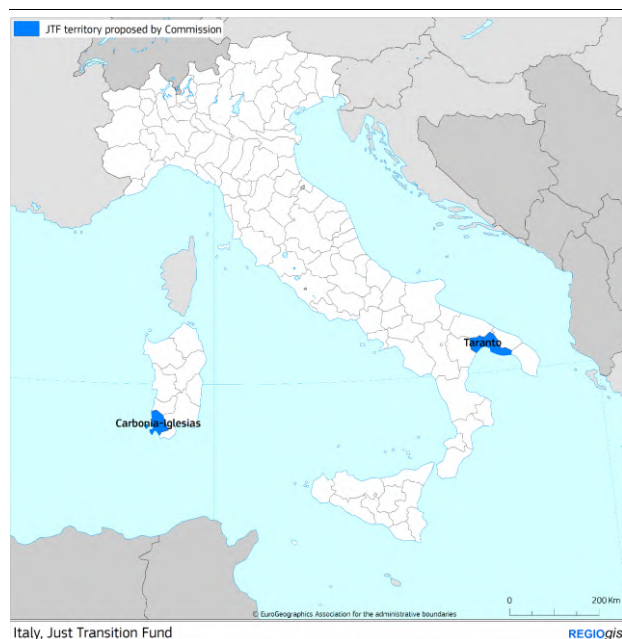 JTF territory proposed by Commission
Taranto
Carbonia-Iglesias
0 200 Km
© EuroGeographics Association for the administrative boundaries
Italy, Just Transition Fund
REGIOgis